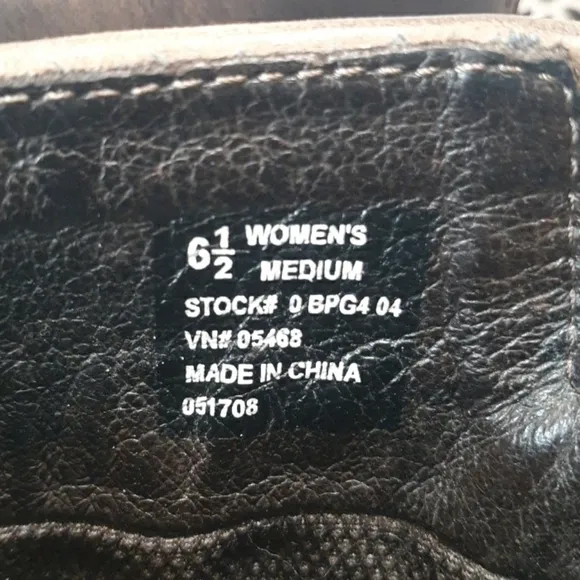 6½ WOMEN'S
MEDIUM
STOCK# 0 BPG4 04
VN# 05468
MADE IN CHINA
051708